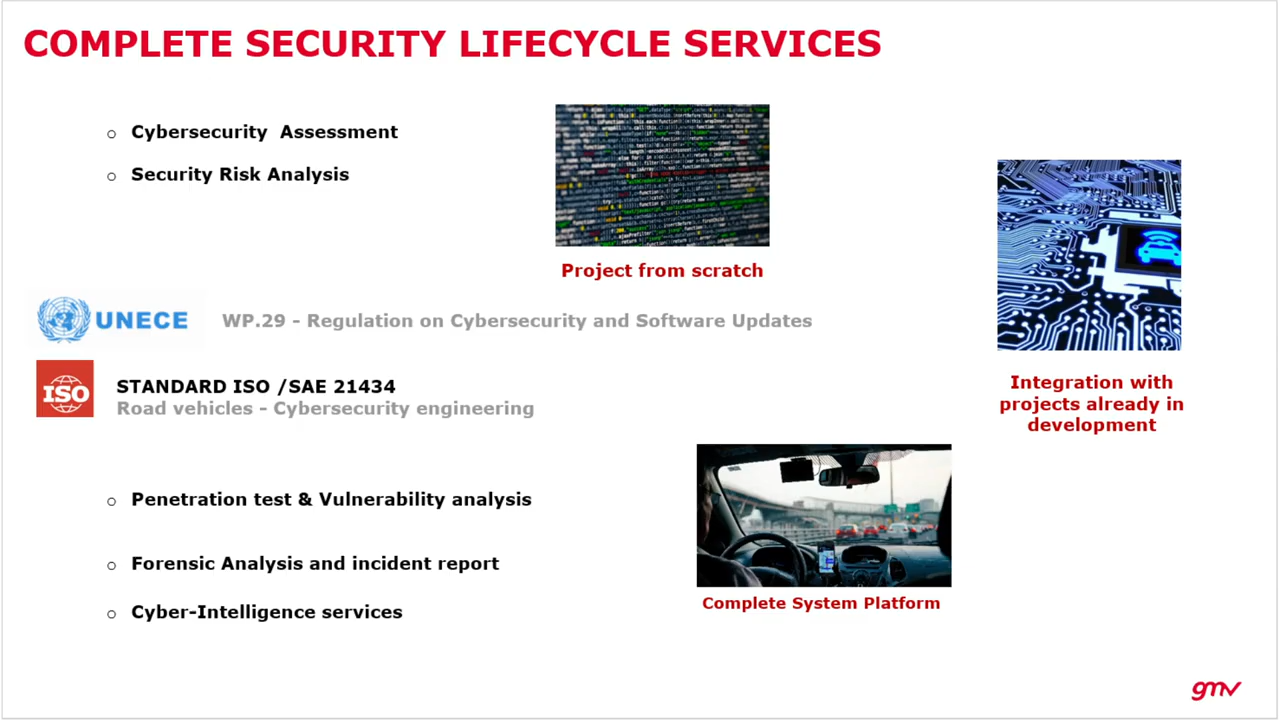 COMPLETE SECURITY LIFECYCLE SERVICES
Cybersecurity Assessment
Security Risk Analysis
Project from scratch
UNECE
WP.29 - Regulation on Cybersecurity and Software Updates
ISO
STANDARD ISO /SAE 21434
Road vehicles - Cybersecurity engineering
Integration with
projects already in
development
Penetration test & Vulnerability analysis
Forensic Analysis and incident report
Cyber-Intelligence services
Complete System Platform
gmv